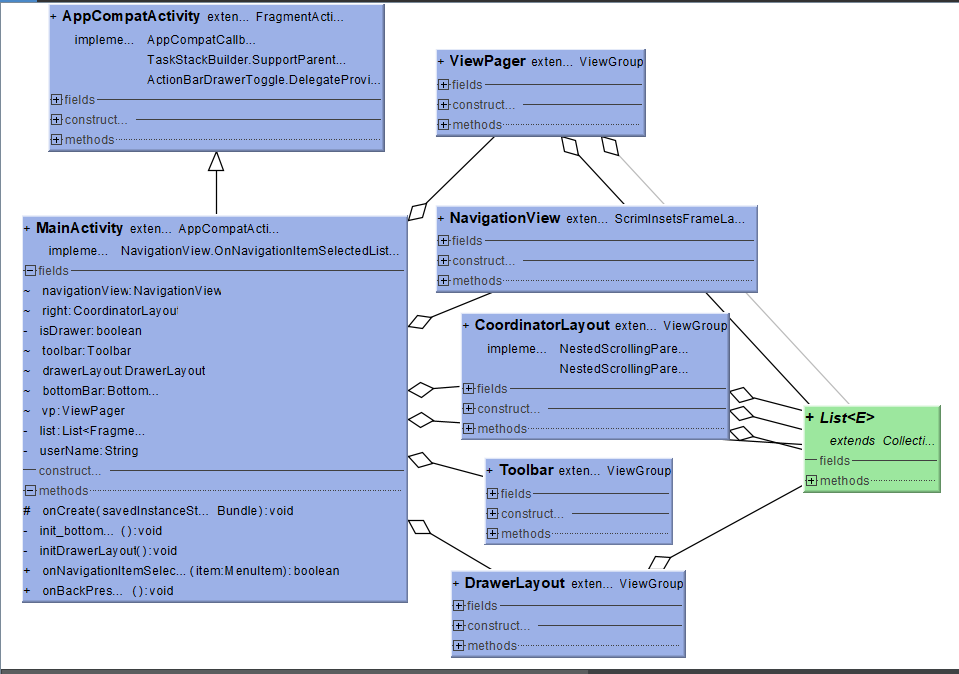 + AppCompatActivity exten... FragmentActi...
impleme... AppCompatCallb...
TaskStackBuilder.SupportParent...
ActionBarDrawerToggle.DelegateProvi...
fields
construct...
methods
+ ViewPager exten... ViewGroup
fields
construct...
methods
+ MainActivity exten... AppCompatActi...
impleme... NavigationView.OnNavigationItemSelectedList...
fields
~ navigationView:NavigationView
~ right:CoordinatorLayout
- isDrawer:boolean
~ toolbar:Toolbar
~ drawerLayout:DrawerLayout
~ bottomBar:Bottom...
~ vp:ViewPager
- list:List<Fragme...
- userName:String
construct...
methods
# onCreate(savedInstanceSt... Bundle):void
- init_bottom... ():void
- initDrawerLayout():void
+ onNavigationItemSelec... (item:MenuItem):boolean
+ onBackPres... ():void
+ NavigationView exten... ScrimInsetsFrameLa...
fields
construct...
methods
+ CoordinatorLayout exten... ViewGroup
impleme... NestedScrollingPare...
NestedScrollingPare...
fields
construct...
methods
+ List<E>
extends Collecti...
fields
methods
+ Toolbar exten... ViewGroup
fields
construct...
methods
+ DrawerLayout exten... ViewGroup
fields
construct...
methods